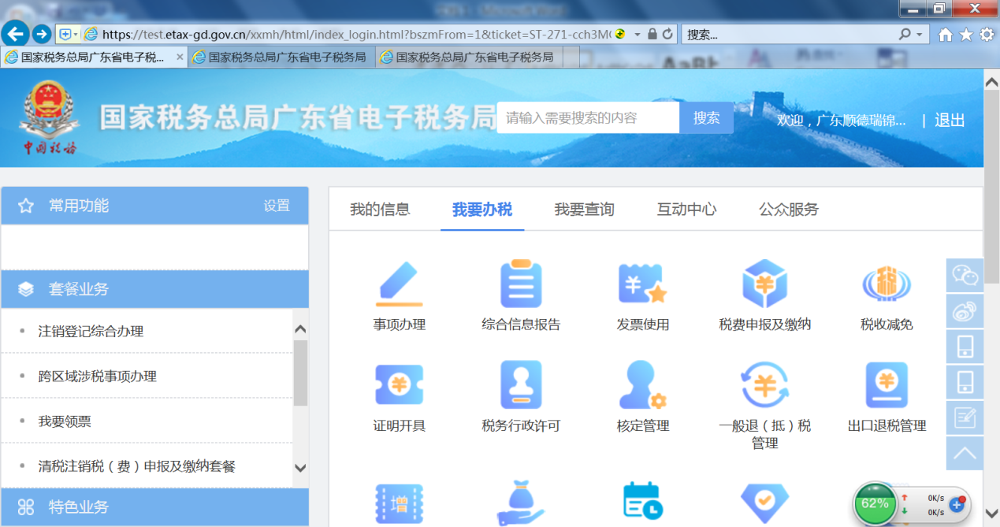 https://test.etax-gd.gov.cn/xxmh/html/index_login.html?bszmFrom=1&ticket=ST-271-cch3M
搜索...
国家税务总局广东省电子税...
国家税务总局广东省电子税务局
国家税务总局广东省电子税务局
国家税务总局广东省电子税务局
中国税务
请输入需要搜索的内容
搜索
欢迎，广东顺德瑞锦...
|
退出
常用功能
设置
套餐业务
注销登记综合办理
跨区域涉税事项办理
我要领票
清税注销税（费）申报及缴纳套餐
特色业务
我的信息
我要办税
我要查询
互动中心
公众服务
事项办理
综合信息报告
发票使用
税费申报及缴纳
税
税收减免
证明开具
税务行政许可
核定管理
一般退（抵）税
管理
出口退税管理
增
62%
0K/s
0K/s